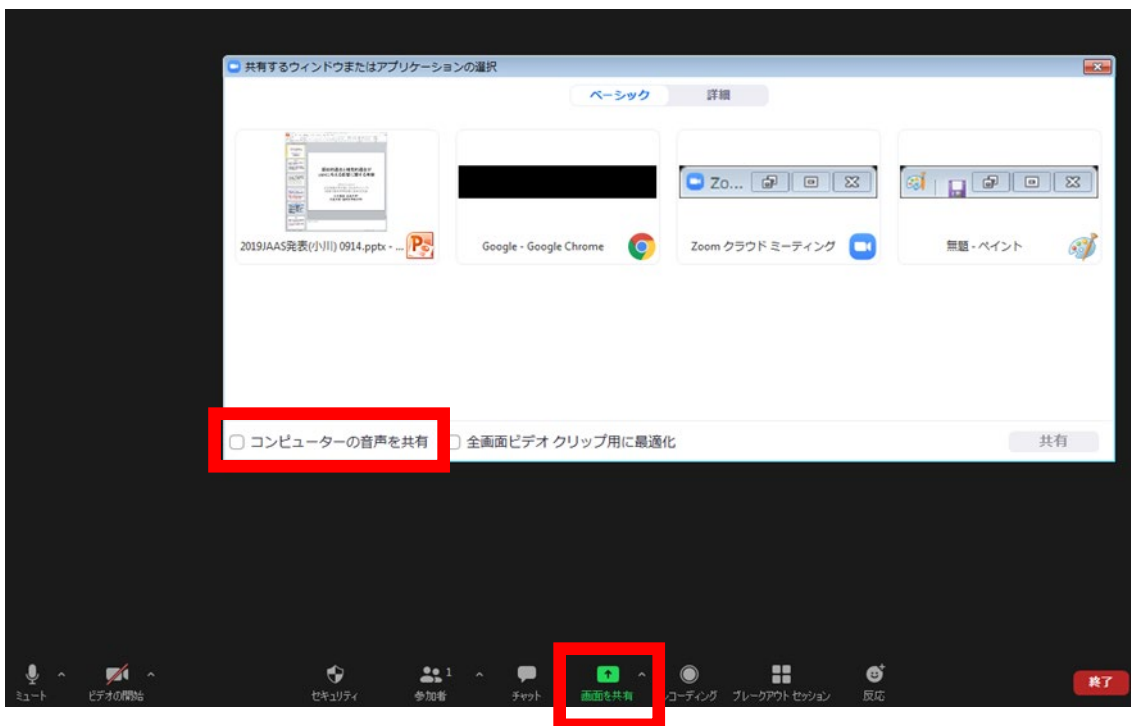 共有するウィンドウまたはアプリケーションの選択
ベーシック 詳細
2019JAAS発表(小川) 0914.pptx - ...
Google - Google Chrome
Zo...
Zoom クラウド ミーティング
無題 - ペイント
コンピューターの音声を共有
全画面ビデオ クリップ用に最適化
共有
ミュート
ビデオの開始
セキュリティ
1
参加者
チャット
画面を共有
コーディング
ブレークアウト セッション
反応
終了